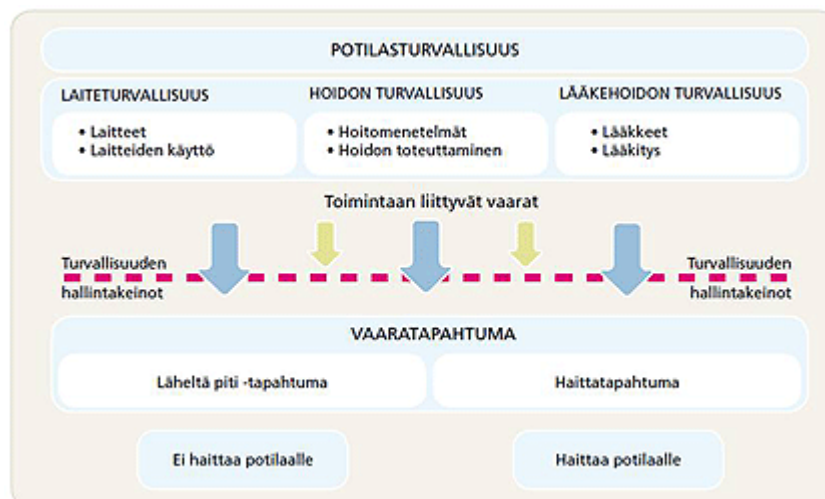 POTILASTURVALLISUUS
LAITETURVALLISUUS
• Laitteet
• Laitteiden käyttö
HOIDON TURVALLISUUS
• Hoitomenetelmät
• Hoidon toteuttaminen
LÄÄKEHOIDON TURVALLISUUS
• Lääkkeet
• Lääkitys
Toimintaan liittyvät vaarat
Turvallisuuden
hallintakeinot
Turvallisuuden
hallintakeinot
VAARATAPAHTUMA
Läheltä piti -tapahtuma
Haittatapahtuma
Ei haittaa potilaalle
Haittaa potilaalle